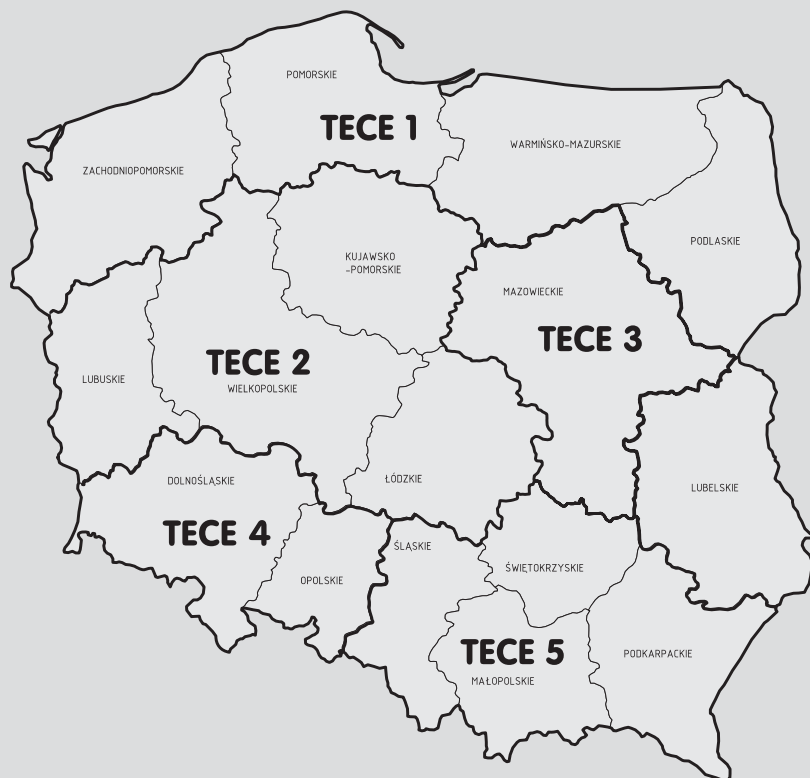 POMORSKIE
TECE 1
WARMIŃSKO-MAZURSKIE
ZACHODNIOPOMORSKIE
PODLASKIE
KUJAWSKO
-POMORSKIE
MAZOWIECKIE
TECE 3
TECE 2
LUBUSKIE
WIELKOPOLSKIE
DOLNOŚLĄSKIE
ŁÓDZKIE
LUBELSKIE
TECE 4
ŚLĄSKIE
ŚWIĘTOKRZYSKIE
OPOLSKIE
TECE 5
PODKARPACKIE
MAŁOPOLSKIE